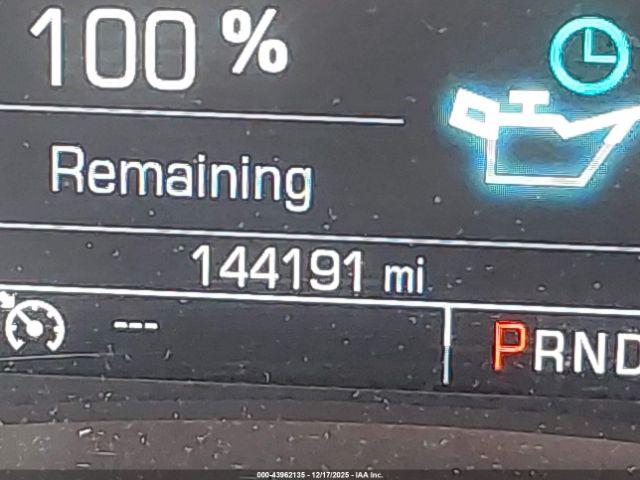 100 %
Remaining
144191 mi
---
PRND
000-43962135 - 12/17/2025 - IAA Inc.